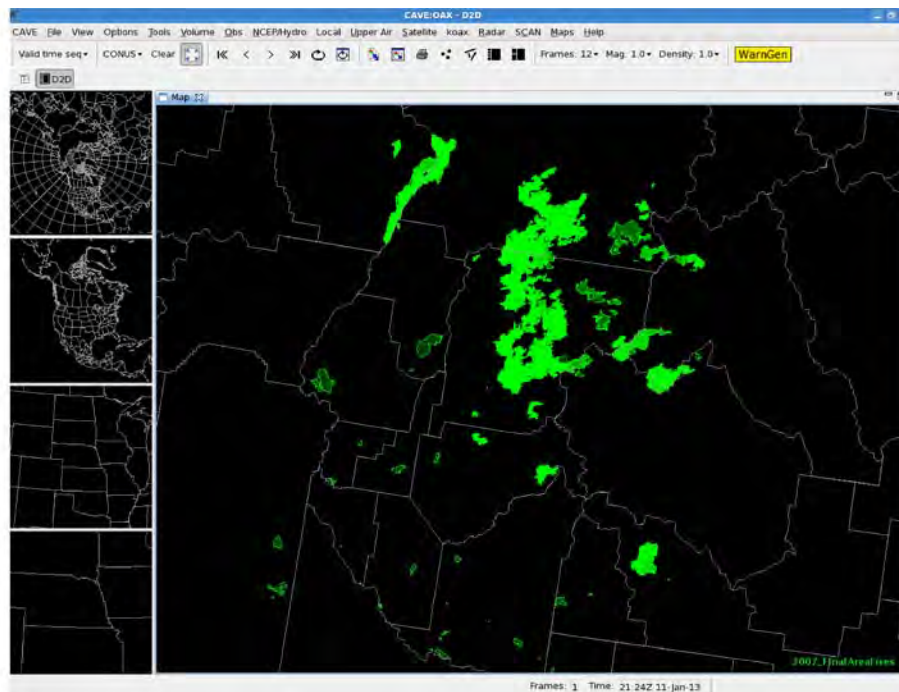 CAVE:OAX - D2D
CAVE File View Options Tools Volume Obs NCEP/Hydro Local Upper Air Satellite koax Radar SCAN Maps Help
Valid time seq CONUS Clear Frames: 12 Mag: 1.0 Density: 1.0 WarnGen
D2D
Map
2007_FinalAreaFires
Frames: 1 Time: 21:24Z 11-Jan-13